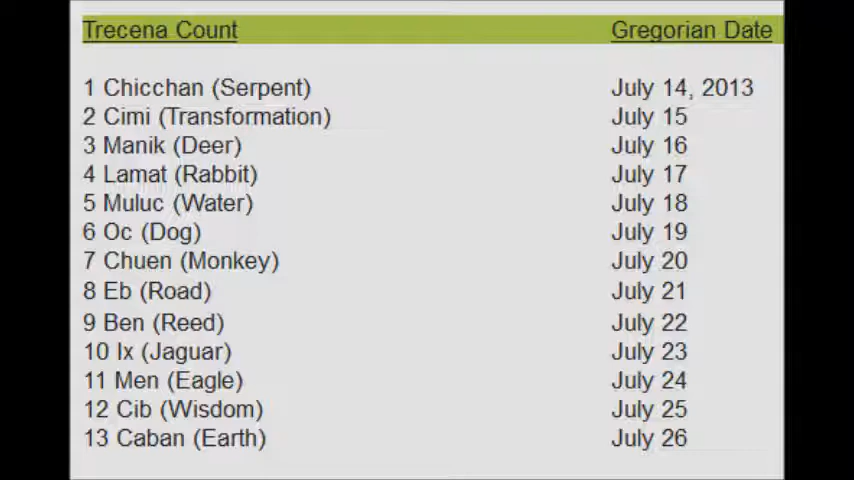 Trecena Count Gregorian Date
1 Chicchan (Serpent) July 14, 2013
2 Cimi (Transformation) July 15
3 Manik (Deer) July 16
4 Lamat (Rabbit) July 17
5 Muluc (Water) July 18
6 Oc (Dog) July 19
7 Chuen (Monkey) July 20
8 Eb (Road) July 21
9 Ben (Reed) July 22
10 Ix (Jaguar) July 23
11 Men (Eagle) July 24
12 Cib (Wisdom) July 25
13 Caban (Earth) July 26